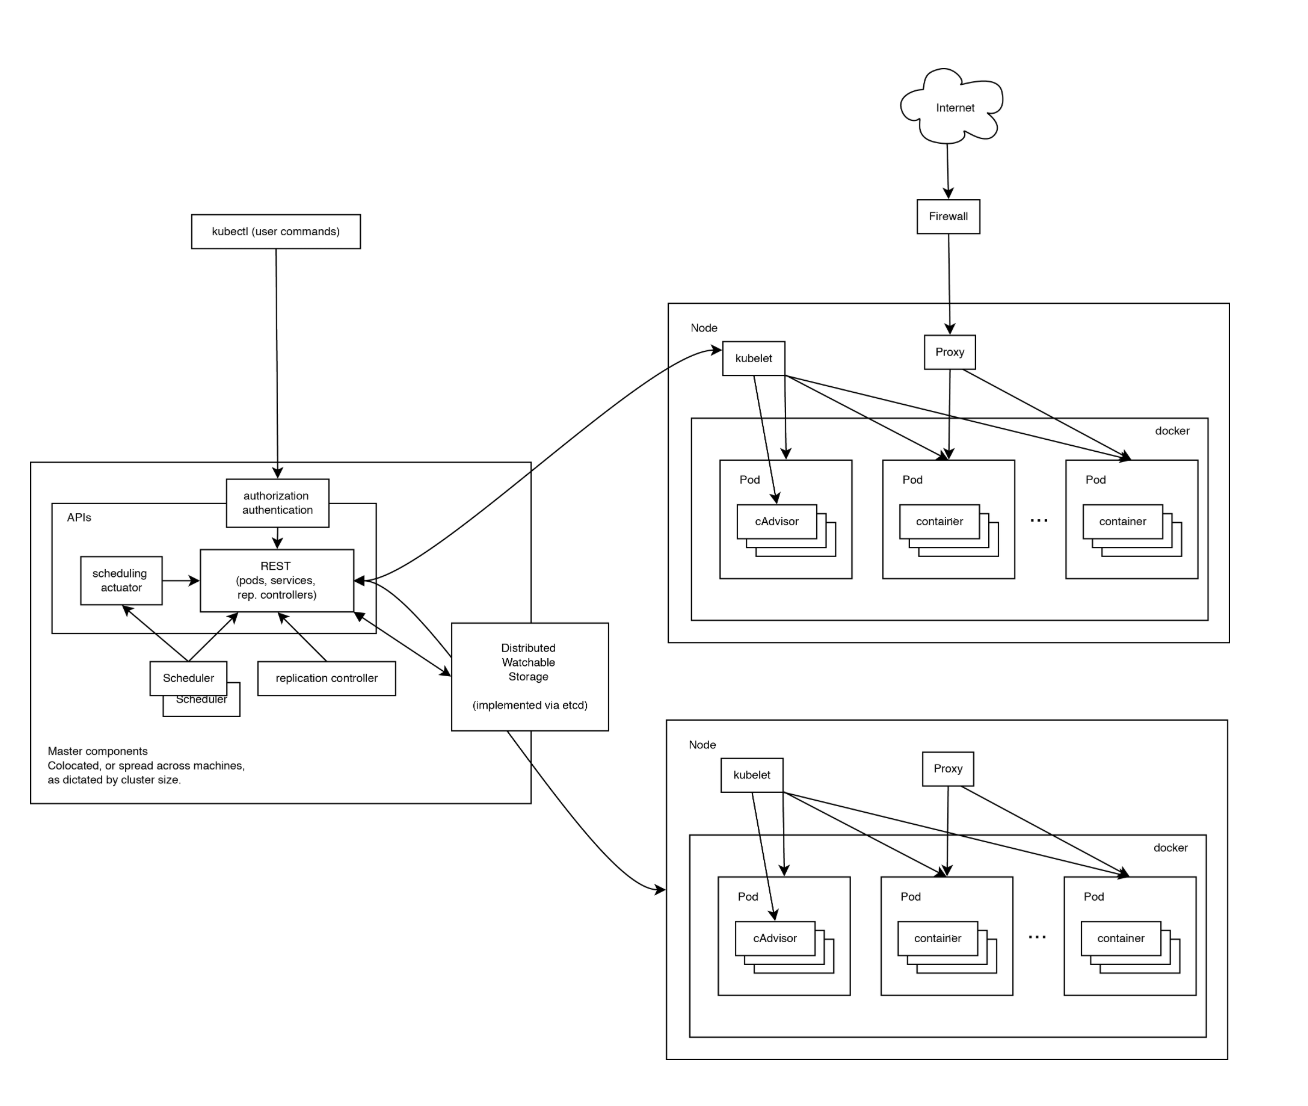 Internet
Firewall
kubectl (user commands)
Node
kubelet
Proxy
docker
Pod
cAdvisor
Pod
container
...
Pod
container
authorization
authentication
APIs
scheduling
actuator
REST
(pods, services,
rep. controllers)
Scheduler
Scheduler
replication controller
Distributed
Watchable
Storage
(implemented via etcd)
Master components
Colocated, or spread across machines,
as dictated by cluster size.
Node
kubelet
Proxy
docker
Pod
cAdvisor
Pod
container
...
Pod
container